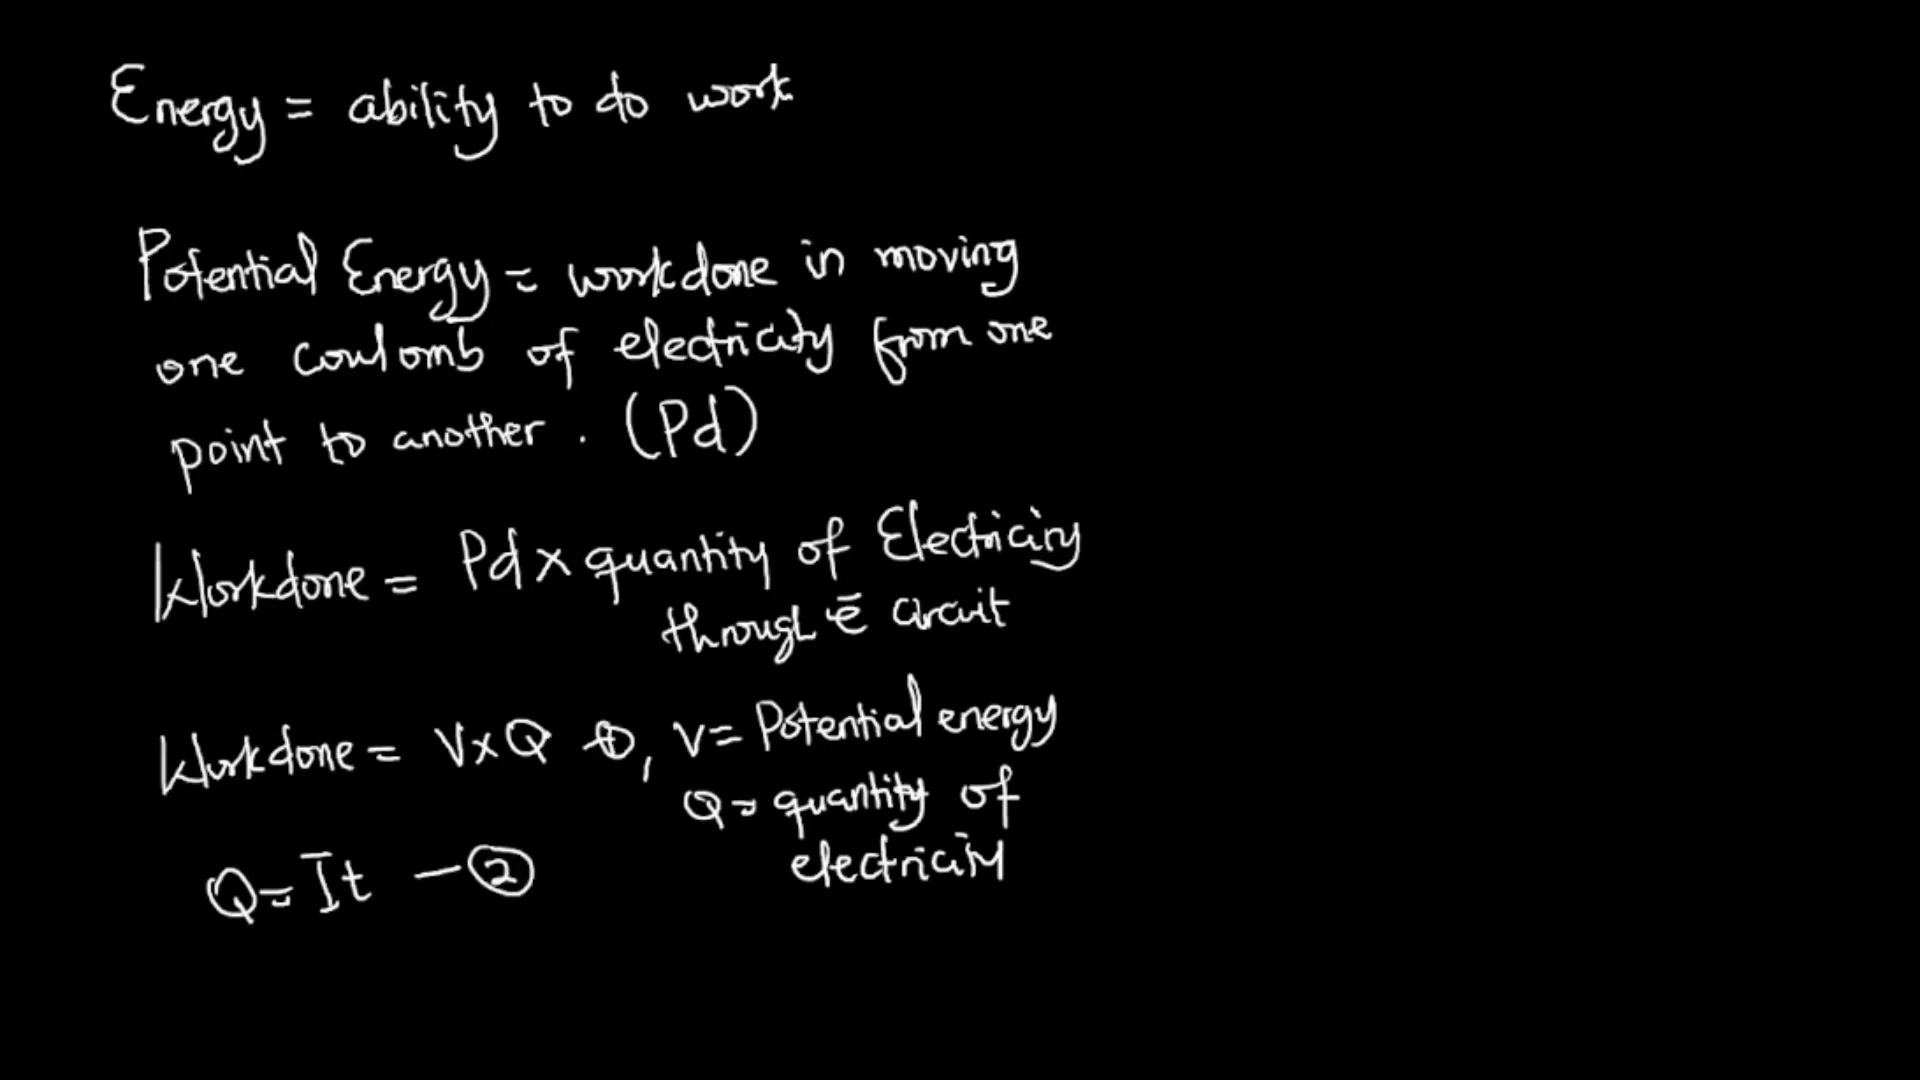 Energy = ability to do work
Potential Energy = workdone in moving
one coulomb of electricity from one
point to another. (Pd)
Workdone = Pd x quantity of Electricity
through ē circuit
Workdone = V x Q ①, V = Potential energy
Q = quantity of
electricity
Q = It — ②